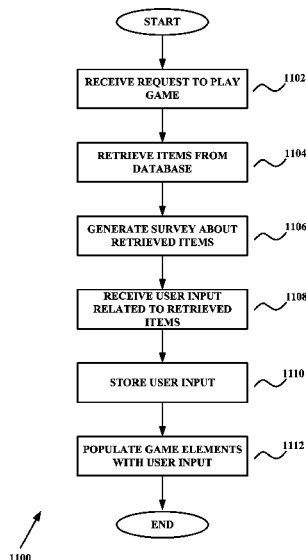 START
RECEIVE REQUEST TO PLAY
GAME
1102
RETRIEVE ITEMS FROM
DATABASE
1104
GENERATE SURVEY ABOUT
RETRIEVED ITEMS
1106
RECEIVE USER INPUT
RELATED TO RETRIEVED
ITEMS
1108
STORE USER INPUT
1110
POPULATE GAME ELEMENTS
WITH USER INPUT
1112
END
1100